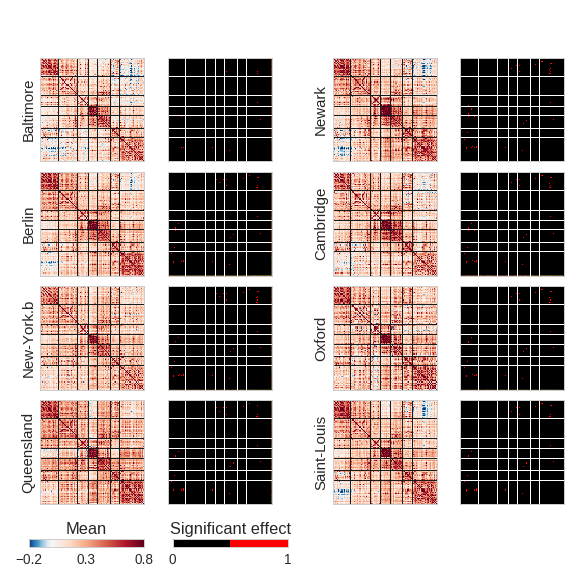 Baltimore
Newark
Berlin
Cambridge
New-York.b
Oxford
Queensland
Saint-Louis
Mean
Significant effect
−0.2 0.3 0.8
0 1